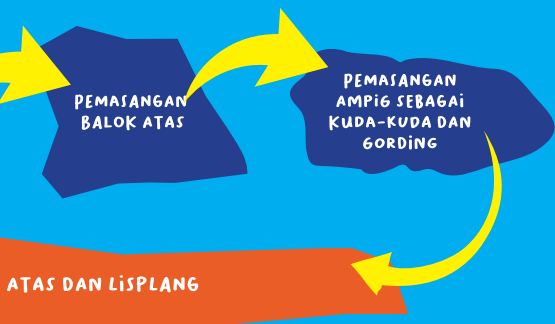 PEMASANGAN
BALOK ATAS
PEMASANGAN
AMPIG SEBAGAI
KUDA-KUDA DAN
GORDING
ATAS DAN LISPLANG